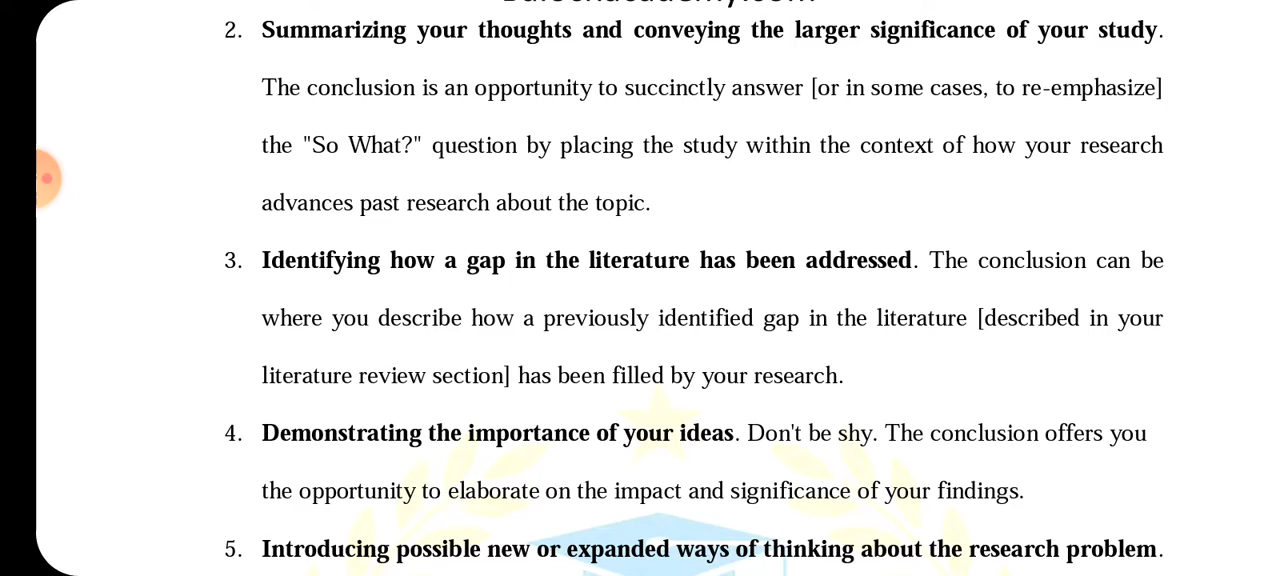 2. Summarizing your thoughts and conveying the larger significance of your study.
The conclusion is an opportunity to succinctly answer [or in some cases, to re-emphasize]
the "So What?" question by placing the study within the context of how your research
advances past research about the topic.
3. Identifying how a gap in the literature has been addressed. The conclusion can be
where you describe how a previously identified gap in the literature [described in your
literature review section] has been filled by your research.
4. Demonstrating the importance of your ideas. Don't be shy. The conclusion offers you
the opportunity to elaborate on the impact and significance of your findings.
5. Introducing possible new or expanded ways of thinking about the research problem.